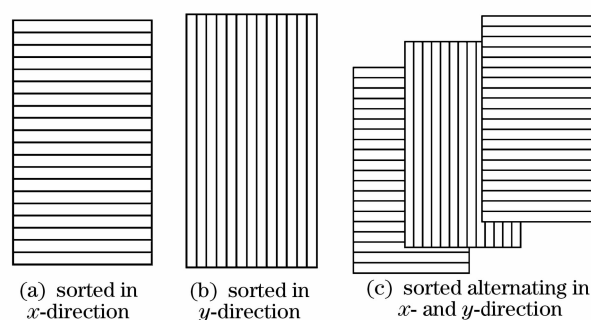 (a) sorted in
x-direction
(b) sorted in
y-direction
(c) sorted alternating in
x- and y-direction